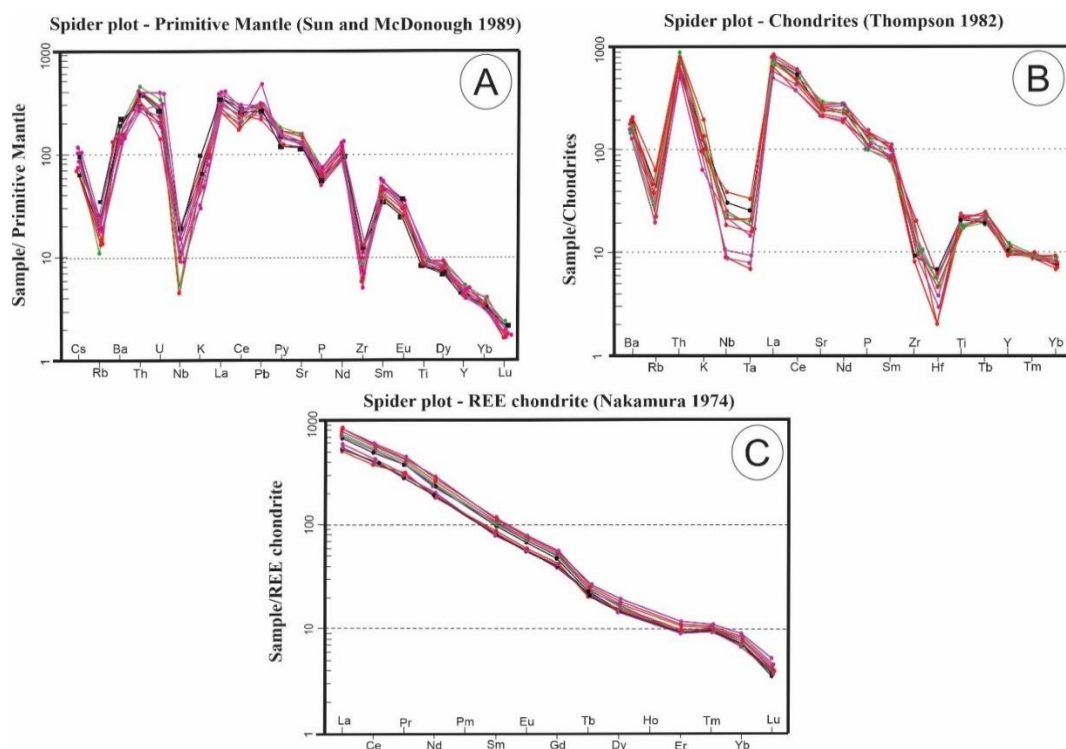 Spider plot - Primitive Mantle (Sun and McDonough 1989)
A
Sample/ Primitive Mantle
1000
100
10
1
Cs Ba U K Ce Py P Zr Eu Dy Yb
Rb Th Nb La Pb Sr Nd Sm Ti Y Lu
Spider plot - Chondrites (Thompson 1982)
B
Sample/Chondrites
1000
100
10
1
Ba Th Nb La Sr P Zr Ti Y Yb
Rb K Ta Ce Nd Sm Hf Tb Tm
Spider plot - REE chondrite (Nakamura 1974)
C
Sample/REE chondrite
1000
100
10
1
La Pr Pm Eu Tb Ho Tm Lu
Ce Nd Sm Gd Dy Er Yb